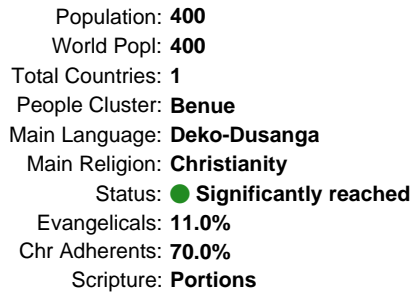 Population: 400
World Popl: 400
Total Countries: 1
People Cluster: Benue
Main Language: Deko-Dusanga
Main Religion: Christianity
Status: Significantly reached
Evangelicals: 11.0%
Chr Adherents: 70.0%
Scripture: Portions